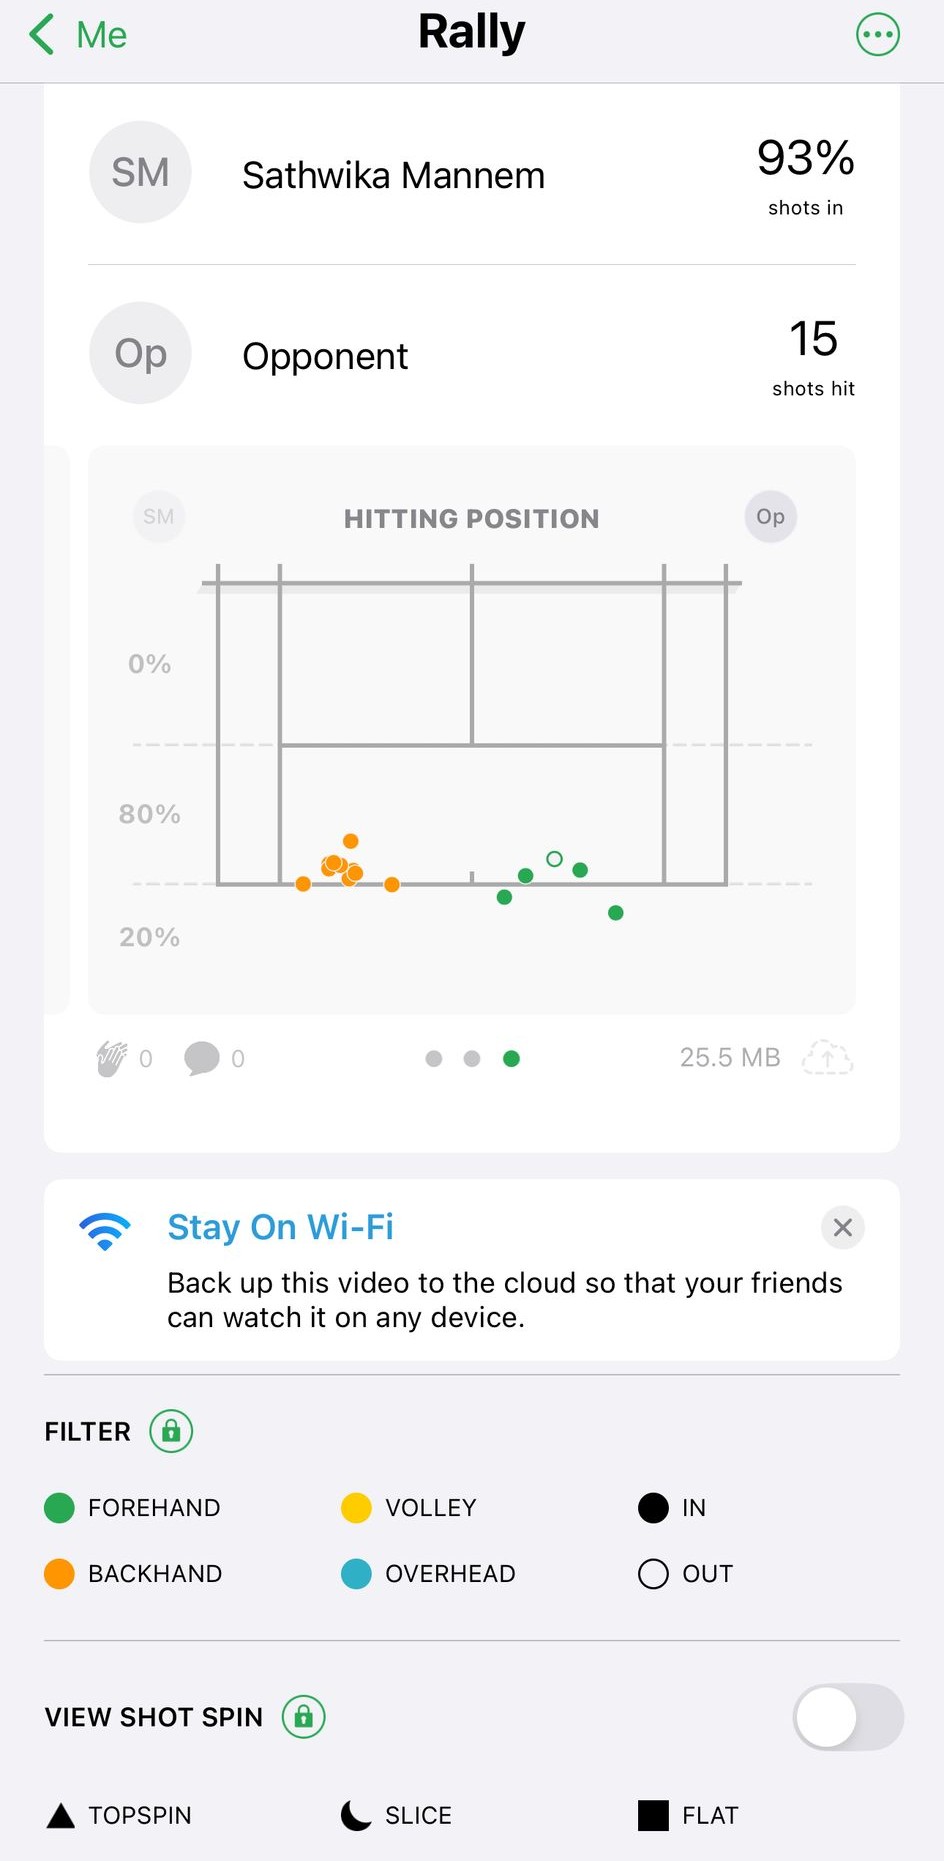 Me
Rally
SM
Sathwika Mannem
93%
shots in
Op
Opponent
15
shots hit
SM
HITTING POSITION
Op
0%
80%
20%
0
0
25.5 MB
Stay On Wi-Fi
Back up this video to the cloud so that your friends
can watch it on any device.
FILTER
FOREHAND
VOLLEY
IN
BACKHAND
OVERHEAD
OUT
VIEW SHOT SPIN
TOPSPIN
SLICE
FLAT